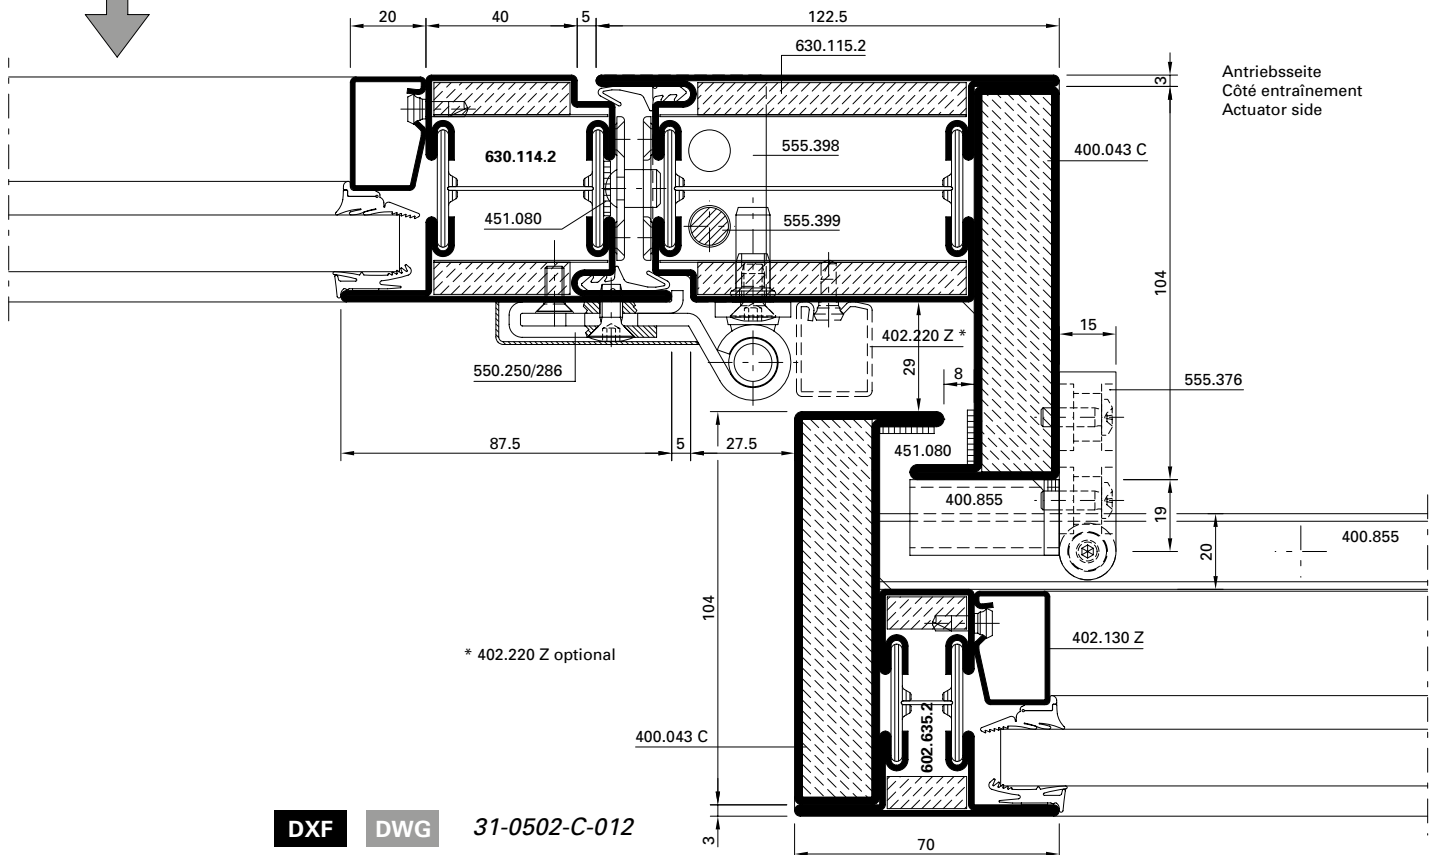 20
40
5
122.5
630.115.2
3
Antriebsseite
Côté entraînement
Actuator side
630.114.2
555.398
400.043 C
451.080
555.399
104
402.220 Z *
15
550.250/286
29
8
555.376
87.5
5
27.5
451.080
400.855
19
400.855
20
104
* 402.220 Z optional
402.130 Z
602.635.2
400.043 C
DXF
DWG
31-0502-C-012
3
70